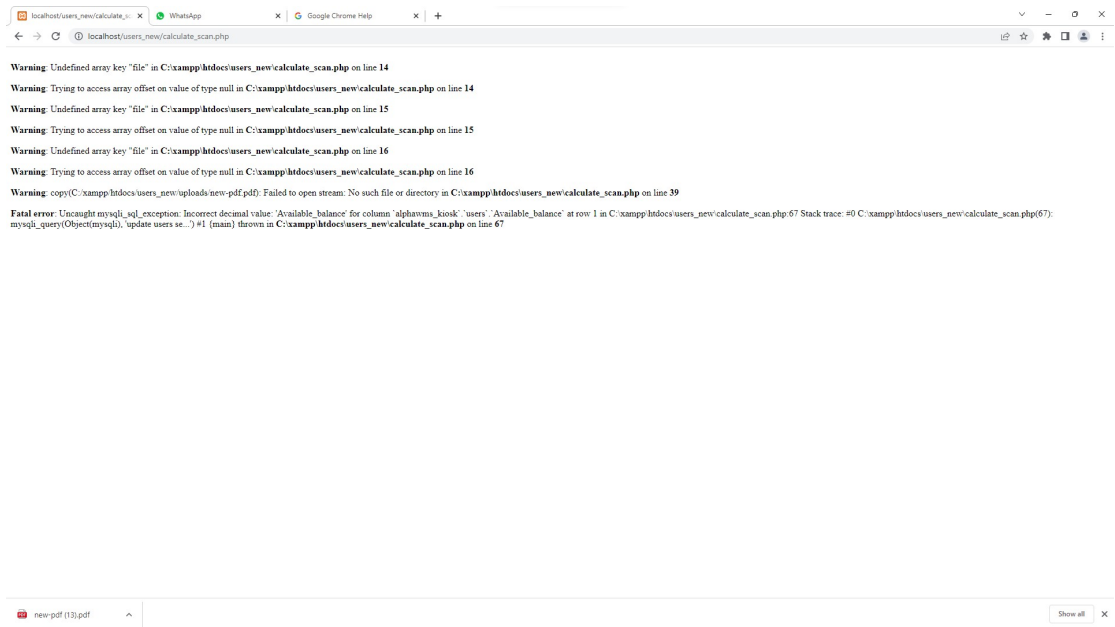 localhost/users_new/calculate_sc
WhatsApp
Google Chrome Help
localhost/users_new/calculate_scan.php
Warning: Undefined array key "file" in C:\xampp\htdocs\users_new\calculate_scan.php on line 14
Warning: Trying to access array offset on value of type null in C:\xampp\htdocs\users_new\calculate_scan.php on line 14
Warning: Undefined array key "file" in C:\xampp\htdocs\users_new\calculate_scan.php on line 15
Warning: Trying to access array offset on value of type null in C:\xampp\htdocs\users_new\calculate_scan.php on line 15
Warning: Undefined array key "file" in C:\xampp\htdocs\users_new\calculate_scan.php on line 16
Warning: Trying to access array offset on value of type null in C:\xampp\htdocs\users_new\calculate_scan.php on line 16
Warning: copy(C:/xampp/htdocs/users_new/uploads/new-pdf.pdf): Failed to open stream: No such file or directory in C:\xampp\htdocs\users_new\calculate_scan.php on line 39
Fatal error: Uncaught mysqli_sql_exception: Incorrect decimal value: 'Available_balance' for column `alphawms_kiosk`.`users`.`Available_balance` at row 1 in C:\xampp\htdocs\users_new\calculate_scan.php:67 Stack trace: #0 C:\xampp\htdocs\users_new\calculate_scan.php(67):
mysqli_query(Object(mysqli), 'update users se...') #1 {main} thrown in C:\xampp\htdocs\users_new\calculate_scan.php on line 67
new-pdf (13).pdf
Show all